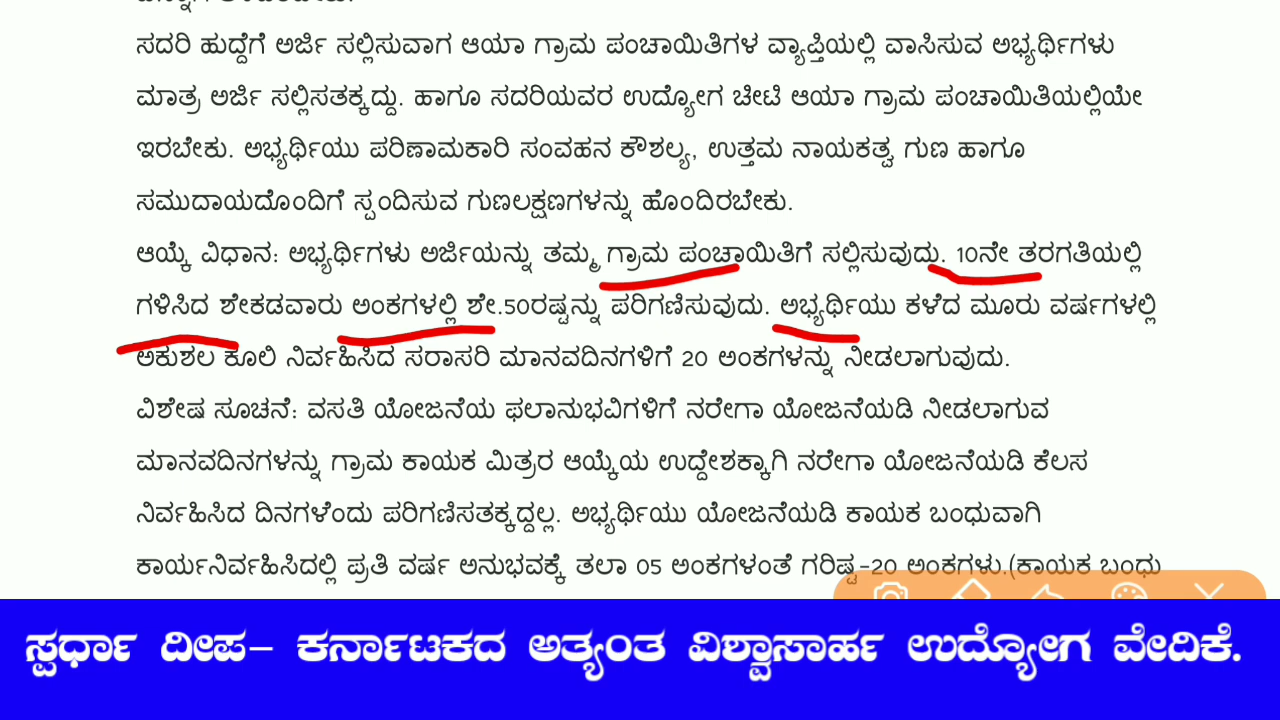 ಸದರಿ ಹುದ್ದೆಗೆ ಅರ್ಜಿ ಸಲ್ಲಿಸುವಾಗ ಆಯಾ ಗ್ರಾಮ ಪಂಚಾಯಿತಿಗಳ ವ್ಯಾಪ್ತಿಯಲ್ಲಿ ವಾಸಿಸುವ ಅಭ್ಯರ್ಥಿಗಳು
ಮಾತ್ರ ಅರ್ಜಿ ಸಲ್ಲಿಸತಕ್ಕದ್ದು. ಹಾಗೂ ಸದರಿಯವರ ಉದ್ಯೋಗ ಚೀಟಿ ಆಯಾ ಗ್ರಾಮ ಪಂಚಾಯಿತಿಯಲ್ಲಿಯೇ
ಇರಬೇಕು. ಅಭ್ಯರ್ಥಿಯು ಪರಿಣಾಮಕಾರಿ ಸಂವಹನ ಕೌಶಲ್ಯ, ಉತ್ತಮ ನಾಯಕತ್ವ ಗುಣ ಹಾಗೂ
ಸಮುದಾಯದೊಂದಿಗೆ ಸ್ಪಂದಿಸುವ ಗುಣಲಕ್ಷಣಗಳನ್ನು ಹೊಂದಿರಬೇಕು.
ಆಯ್ಕೆ ವಿಧಾನ: ಅಭ್ಯರ್ಥಿಗಳು ಅರ್ಜಿಯನ್ನು ತಮ್ಮ ಗ್ರಾಮ ಪಂಚಾಯಿತಿಗೆ ಸಲ್ಲಿಸುವುದು. 10ನೇ ತರಗತಿಯಲ್ಲಿ
ಗಳಿಸಿದ ಶೇಕಡವಾರು ಅಂಕಗಳಲ್ಲಿ ಶೇ.50ರಷ್ಟನ್ನು ಪರಿಗಣಿಸುವುದು. ಅಭ್ಯರ್ಥಿಯು ಕಳೆದ ಮೂರು ವರ್ಷಗಳಲ್ಲಿ
ಅಕುಶಲ ಕೂಲಿ ನಿರ್ವಹಿಸಿದ ಸರಾಸರಿ ಮಾನವದಿನಗಳಿಗೆ 20 ಅಂಕಗಳನ್ನು ನೀಡಲಾಗುವುದು.
ವಿಶೇಷ ಸೂಚನೆ: ವಸತಿ ಯೋಜನೆಯ ಫಲಾನುಭವಿಗಳಿಗೆ ನರೇಗಾ ಯೋಜನೆಯಡಿ ನೀಡಲಾಗುವ
ಮಾನವದಿನಗಳನ್ನು ಗ್ರಾಮ ಕಾಯಕ ಮಿತ್ರರ ಆಯ್ಕೆಯ ಉದ್ದೇಶಕ್ಕಾಗಿ ನರೇಗಾ ಯೋಜನೆಯಡಿ ಕೆಲಸ
ನಿರ್ವಹಿಸಿದ ದಿನಗಳೆಂದು ಪರಿಗಣಿಸತಕ್ಕದ್ದಲ್ಲ. ಅಭ್ಯರ್ಥಿಯು ಯೋಜನೆಯಡಿ ಕಾಯಕ ಬಂಧುವಾಗಿ
ಕಾರ್ಯನಿರ್ವಹಿಸಿದಲ್ಲಿ ಪ್ರತಿ ವರ್ಷ ಅನುಭವಕ್ಕೆ ತಲಾ 05 ಅಂಕಗಳಂತೆ ಗರಿಷ್ಟ-20 ಅಂಕಗಳು.(ಕಾಯಕ ಬಂಧು
ಸ್ಪರ್ಧಾ ದೀಪ– ಕರ್ನಾಟಕದ ಅತ್ಯಂತ ವಿಶ್ವಾಸಾರ್ಹ ಉದ್ಯೋಗ ವೇದಿಕೆ.